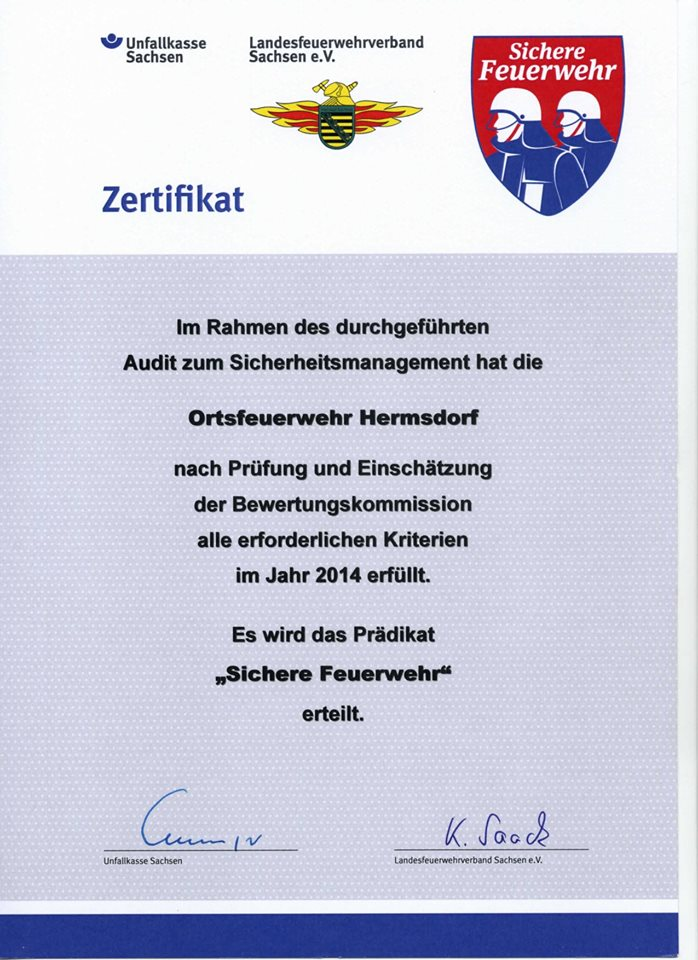 Unfallkasse
Sachsen
Landesfeuerwehrverband
Sachsen e.V.
Sichere
Feuerwehr
Zertifikat
Im Rahmen des durchgeführten
Audit zum Sicherheitsmanagement hat die
Ortsfeuerwehr Hermsdorf
nach Prüfung und Einschätzung
der Bewertungskommission
alle erforderlichen Kriterien
im Jahr 2014 erfüllt.
Es wird das Prädikat
„Sichere Feuerwehr“
erteilt.
K. Saack
Unfallkasse Sachsen
Landesfeuerwehrverband Sachsen e.V.